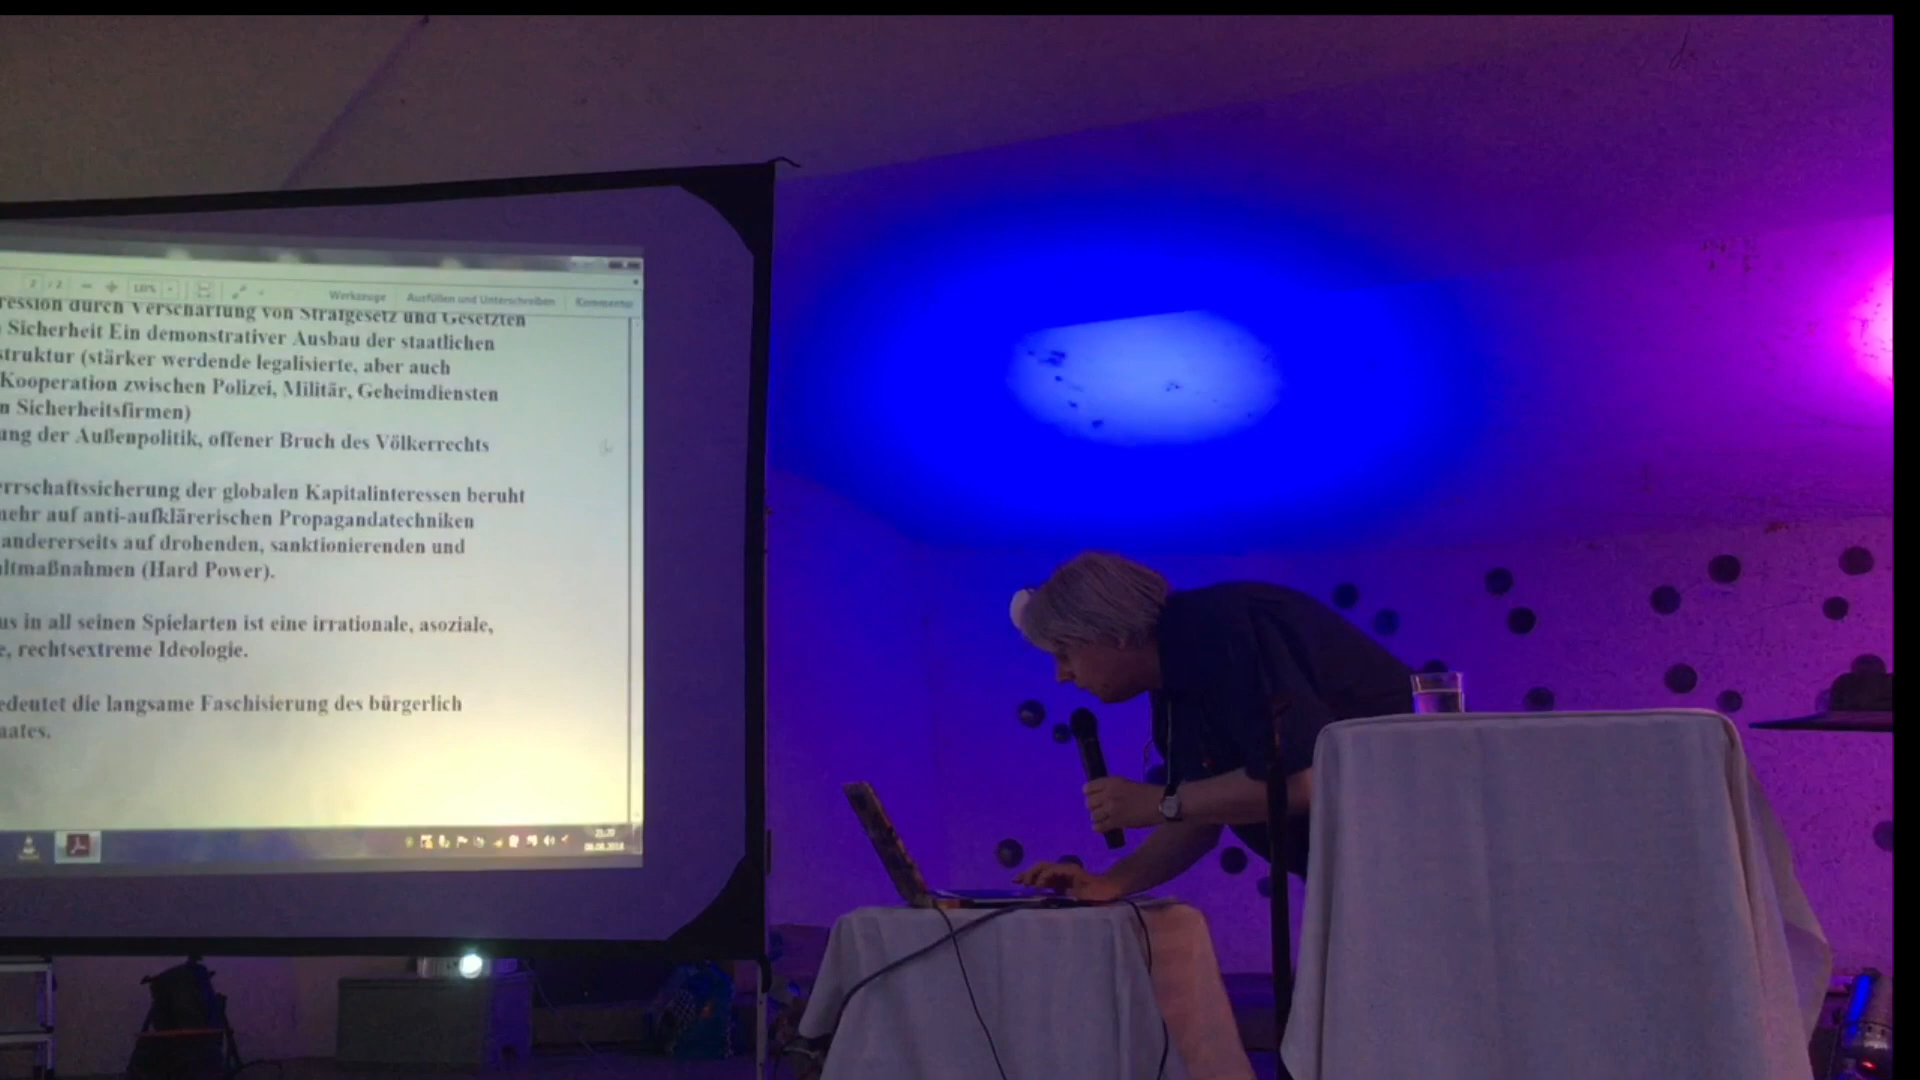 Werkzeuge Ausfüllen und Unterschreiben Kommentar
ression durch Verschärfung von Strafgesetz und Gesetzten
Sicherheit Ein demonstrativer Ausbau der staatlichen
struktur (stärker werdende legalisierte, aber auch
Kooperation zwischen Polizei, Militär, Geheimdiensten
n Sicherheitsfirmen)
ung der Außenpolitik, offener Bruch des Völkerrechts
errschaftssicherung der globalen Kapitalinteressen beruht
mehr auf anti-aufklärerischen Propagandatechniken
andererseits auf drohenden, sanktionierenden und
altmaßnahmen (Hard Power).
us in all seinen Spielarten ist eine irrationale, asoziale,
e, rechtsextreme Ideologie.
edeutet die langsame Faschisierung des bürgerlich
aates.